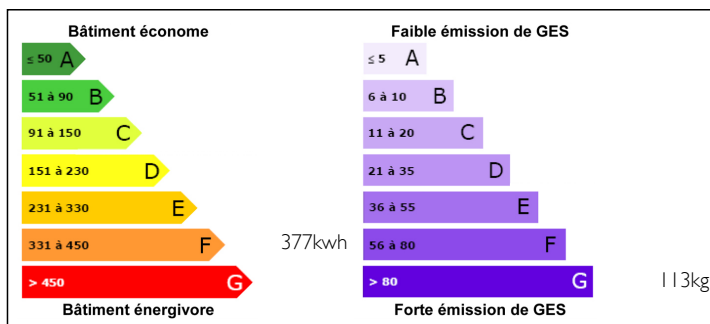 Bâtiment économe
≤ 50 A
51 à 90 B
91 à 150 C
151 à 230 D
231 à 330 E
331 à 450 F 377kwh
> 450 G
Bâtiment énergivore
Faible émission de GES
≤ 5 A
6 à 10 B
11 à 20 C
21 à 35 D
36 à 55 E
56 à 80 F
> 80 G 113kg
Forte émission de GES